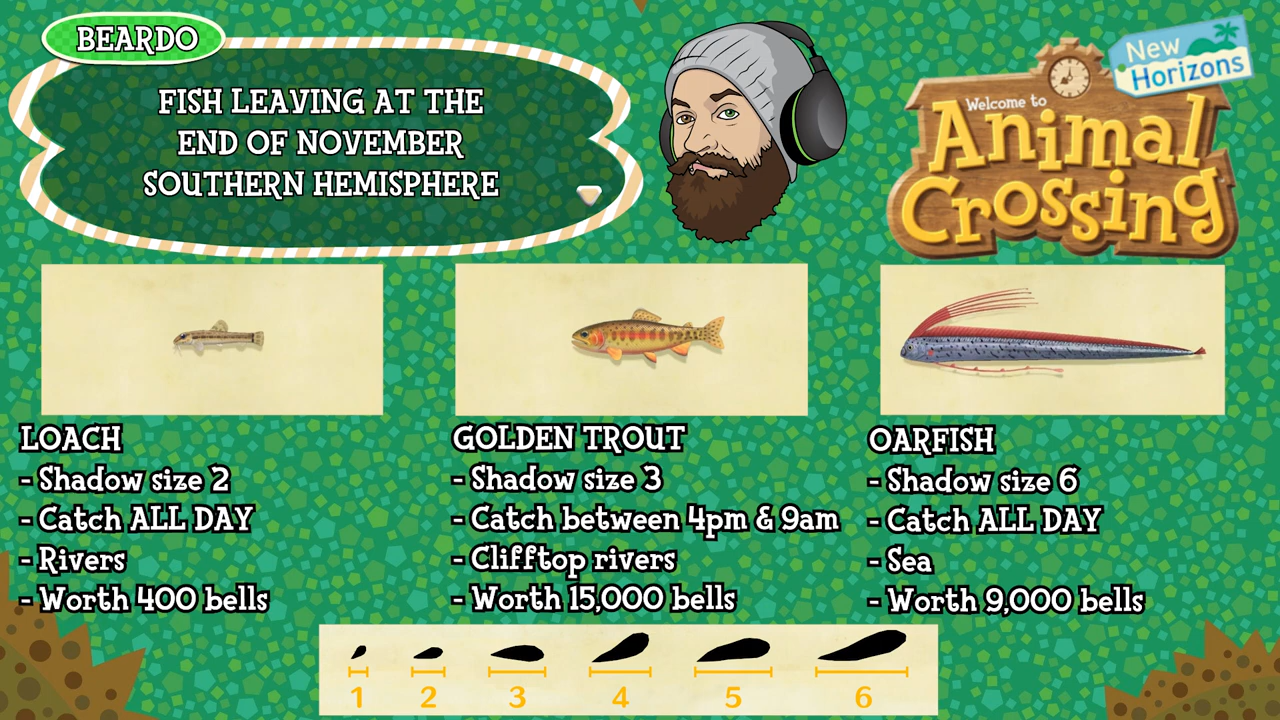 BEARDO
FISH LEAVING AT THE
END OF NOVEMBER
SOUTHERN HEMISPHERE
New
Horizons
Welcome to
Animal
Crossing
LOACH
- Shadow size 2
- Catch ALL DAY
- Rivers
- Worth 400 bells
GOLDEN TROUT
- Shadow size 3
- Catch between 4pm & 9am
- Clifftop rivers
- Worth 15,000 bells
OARFISH
- Shadow size 6
- Catch ALL DAY
- Sea
- Worth 9,000 bells
1 2 3 4 5 6